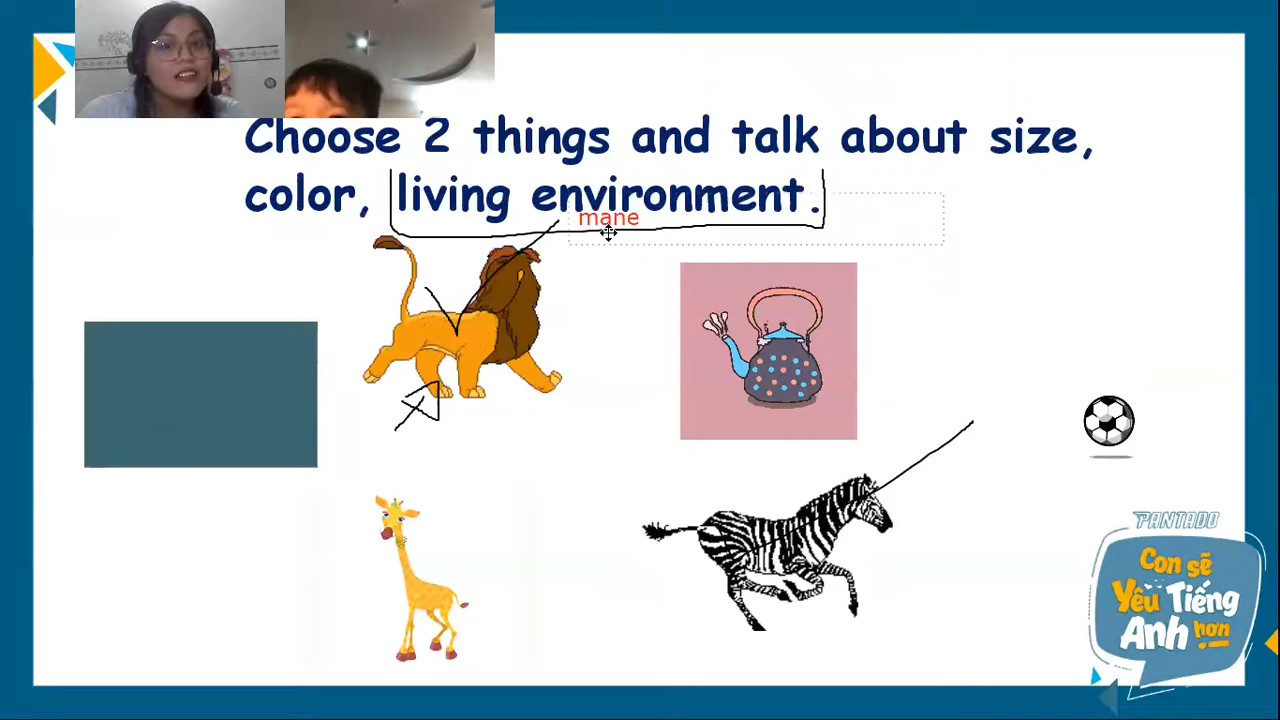 Choose 2 things and talk about size,
color, living environment.
mane
PANTADO
Con sẽ
Yêu Tiếng
Anh hơn